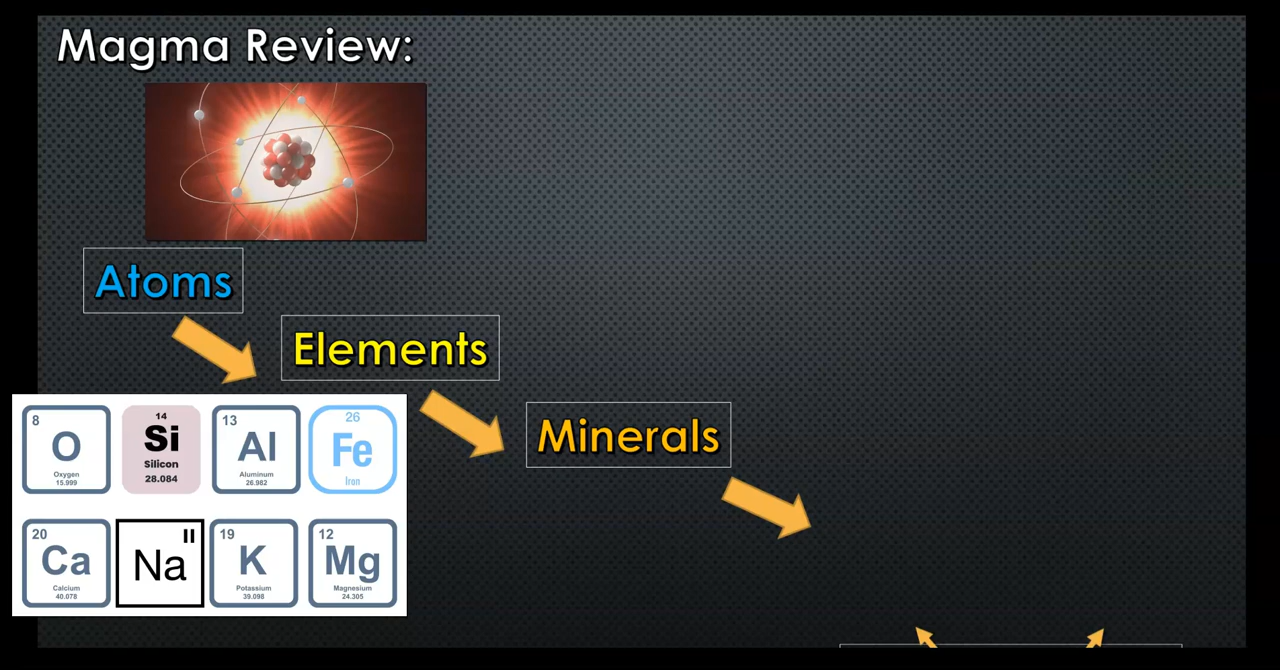 Magma Review:
Atoms
Elements
Minerals
8
O
Oxygen
15.999
14
Si
Silicon
28.084
13
Al
Aluminum
26.982
26
Fe
Iron
20
Ca
Calcium
40.078
II
Na
19
K
Potassium
39.098
12
Mg
Magnesium
24.305